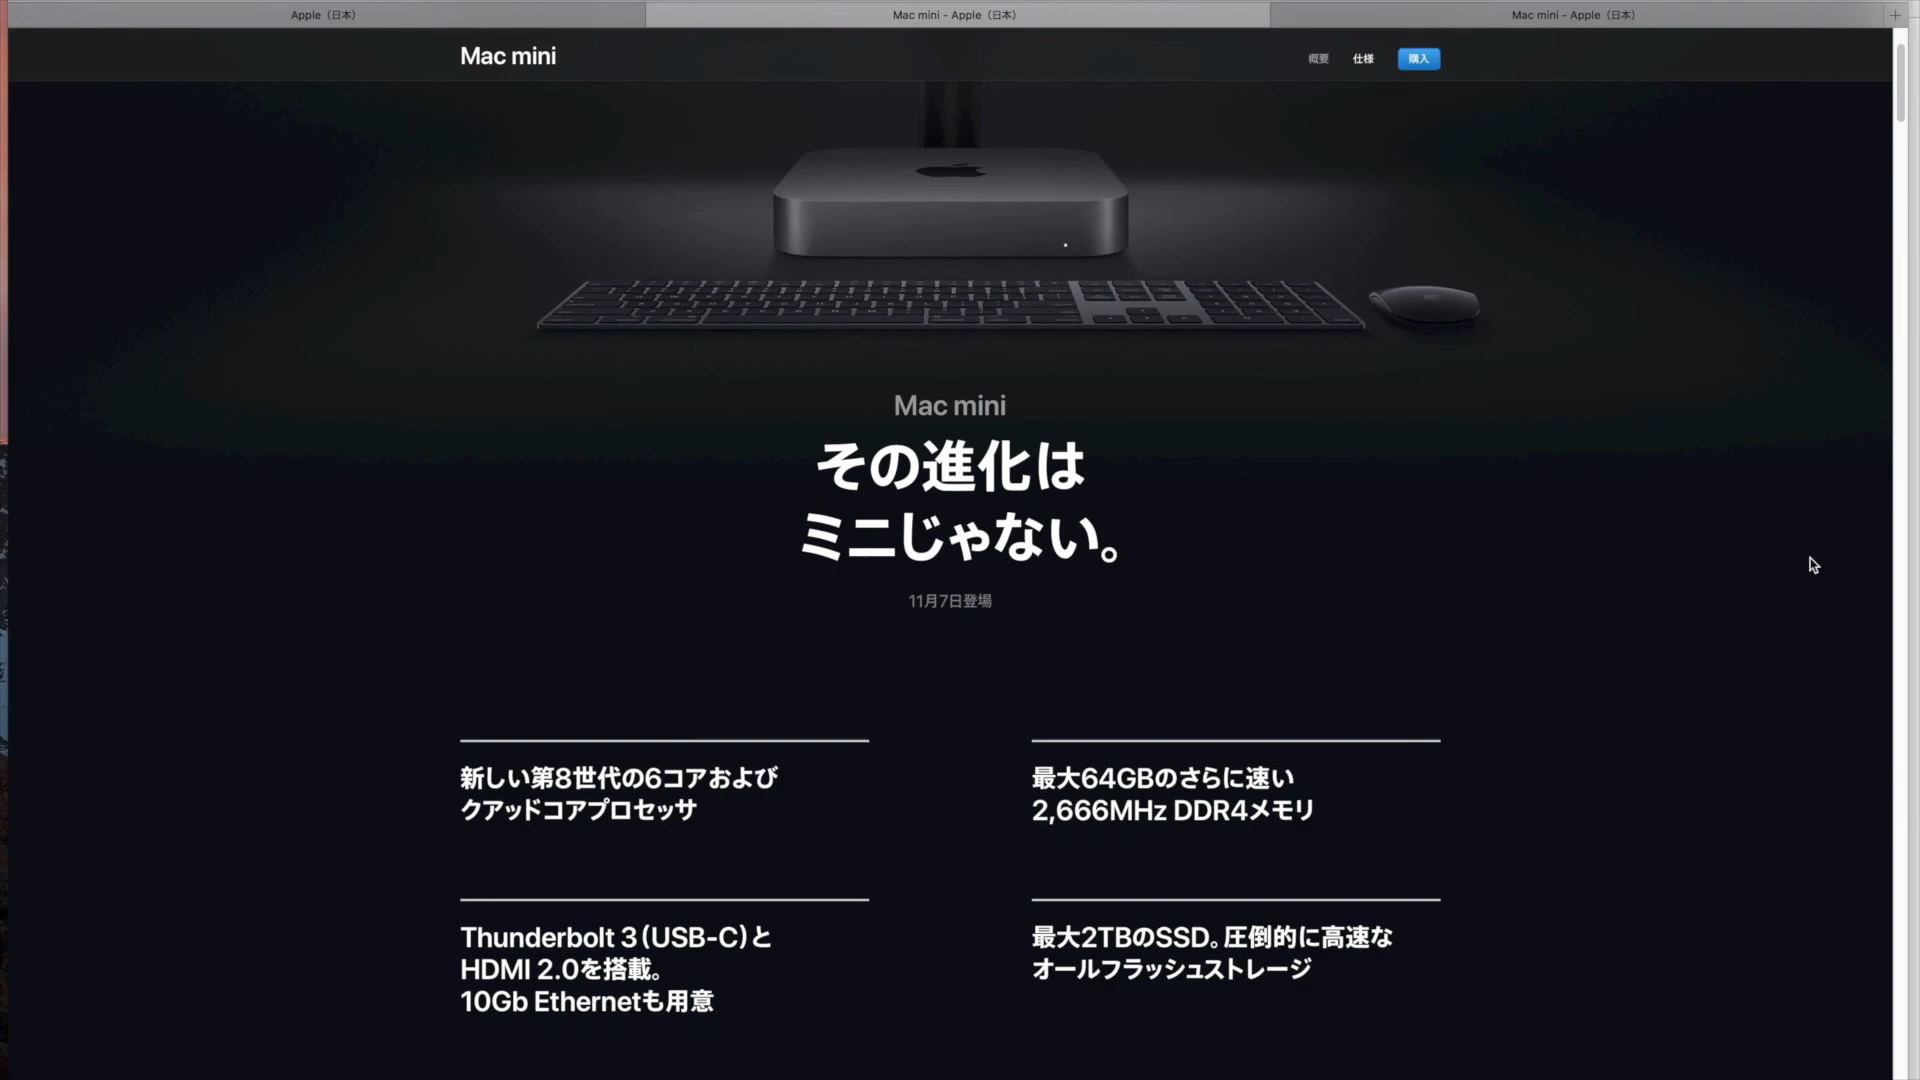 Apple（日本）
Mac mini - Apple（日本）
Mac mini - Apple（日本）
Mac mini
概要
仕様
購入
Mac mini
その進化は
ミニじゃない。
11月7日登場
新しい第8世代の6コアおよび
クアッドコアプロセッサ
最大64GBのさらに速い
2,666MHz DDR4メモリ
Thunderbolt 3（USB-C）と
HDMI 2.0を搭載。
10Gb Ethernetも用意
最大2TBのSSD。圧倒的に高速な
オールフラッシュストレージ